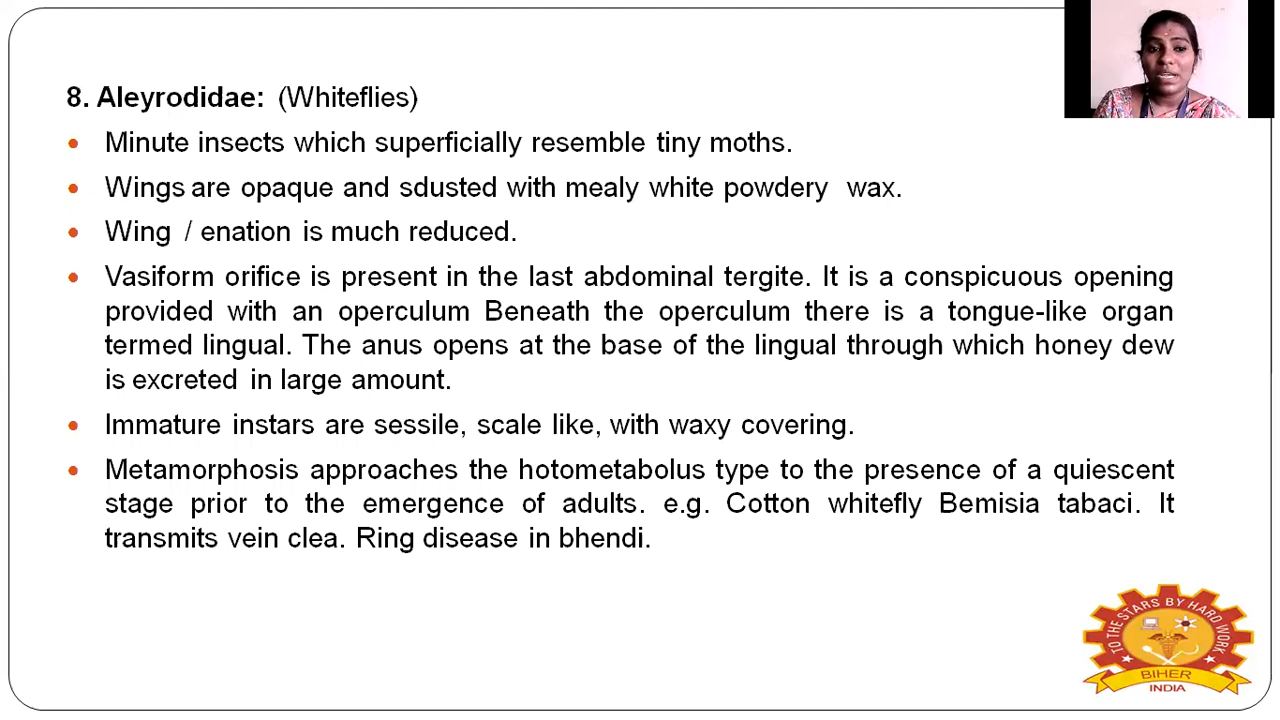 8. Aleyrodidae: (Whiteflies)
Minute insects which superficially resemble tiny moths.
Wings are opaque and sdusted with mealy white powdery wax.
Wing / enation is much reduced.
Vasiform orifice is present in the last abdominal tergite. It is a conspicuous opening
provided with an operculum Beneath the operculum there is a tongue-like organ
termed lingual. The anus opens at the base of the lingual through which honey dew
is excreted in large amount.
Immature instars are sessile, scale like, with waxy covering.
Metamorphosis approaches the hotometabolus type to the presence of a quiescent
stage prior to the emergence of adults. e.g. Cotton whitefly Bemisia tabaci. It
transmits vein clea. Ring disease in bhendi.
TO THE STARS BY HARD WORK
BIHER
INDIA